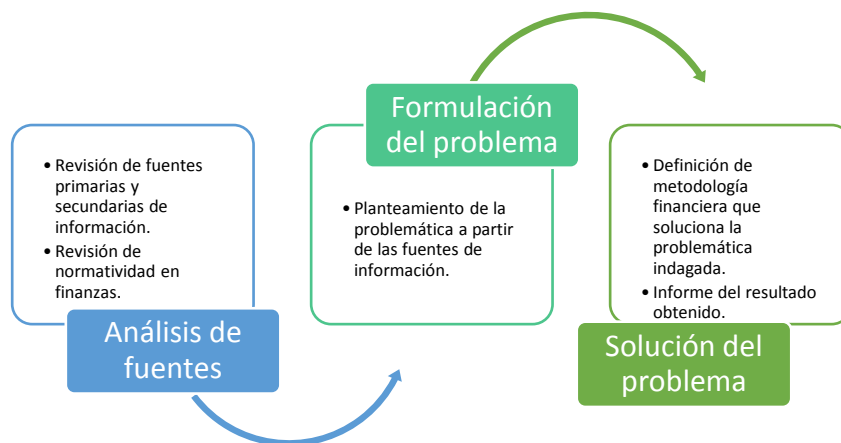 • Revisión de fuentes
primarias y
secundarias de
información.
• Revisión de
normatividad en
finanzas.
Análisis de
fuentes
Formulación
del problema
• Planteamiento de la
problemática a partir
de las fuentes de
información.
• Definición de
metodología
financiera que
soluciona la
problemática
indagada.
• Informe del resultado
obtenido.
Solución del
problema